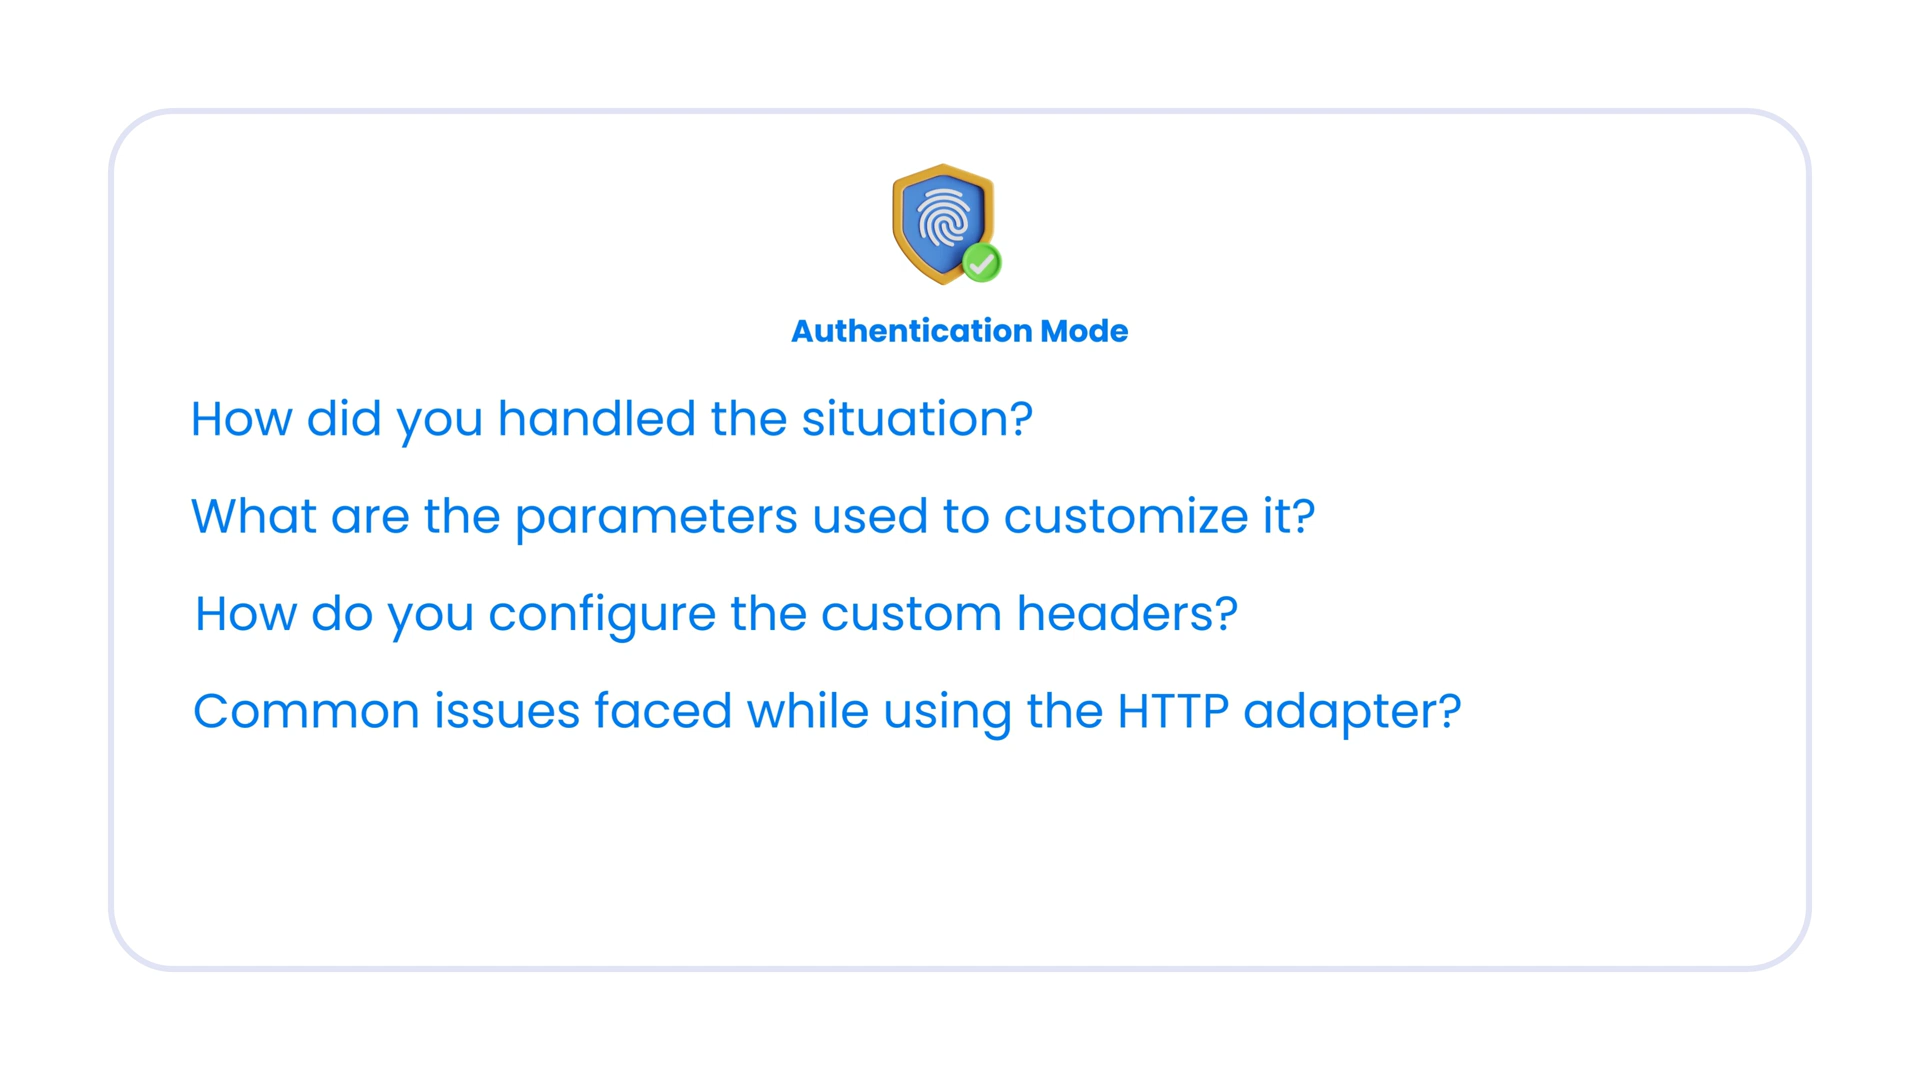 Authentication Mode
How did you handled the situation?
What are the parameters used to customize it?
How do you configure the custom headers?
Common issues faced while using the HTTP adapter?